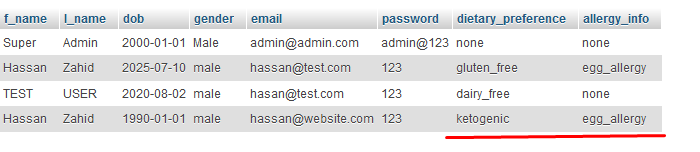 f_name l_name dob gender email password dietary_preference allergy_info
Super Admin 2000-01-01 Male admin@admin.com admin@123 none none
Hassan Zahid 2025-07-10 male hassan@test.com 123 gluten_free egg_allergy
TEST USER 2020-08-02 male hasan@test.com 123 dairy_free none
Hassan Zahid 1990-01-01 male hasan@website.com 123 ketogenic egg_allergy